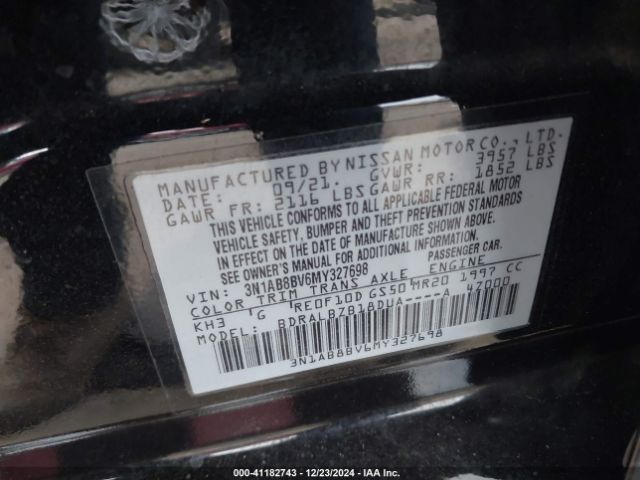 MANUFACTURED BY NISSAN MOTOR CO., LTD.
DATE: 09/21. GVWR: 3957 LBS
GAWR FR: 2116 LBS GAWR RR: 1852 LBS
THIS VEHICLE CONFORMS TO ALL APPLICABLE FEDERAL MOTOR
VEHICLE SAFETY, BUMPER AND THEFT PREVENTION STANDARDS
IN EFFECT ON THE DATE OF MANUFACTURE SHOWN ABOVE.
SEE OWNER'S MANUAL FOR ADDITIONAL INFORMATION.
VIN: 3N1AB8BV6MY327698 PASSENGER CAR.
COLOR TRIM TRANS AXLE ENGINE
KH3 'G 'RE0F10D GS50 MR20 1997 CC
MODEL: BDRALBZB18DUA----A 47000
3N1AB8BV6MY327698
000-41182743 - 12/23/2024 - IAA Inc.